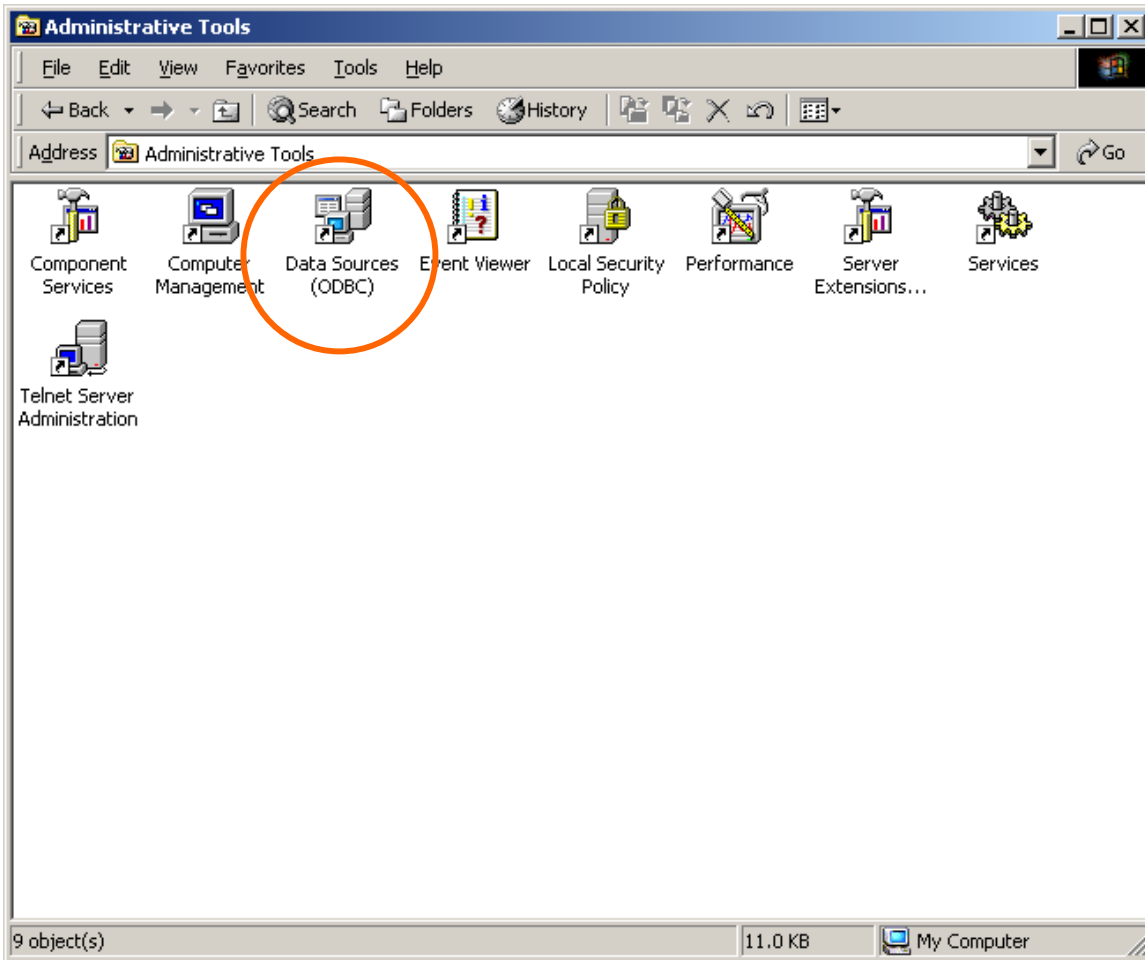 Administrative Tools
File Edit View Favorites Tools Help
Back Search Folders History
Address Administrative Tools Go
Component Services
Computer Management
Data Sources (ODBC)
Event Viewer
Local Security Policy
Performance
Server Extensions...
Services
Telnet Server Administration
9 object(s) 11.0 KB My Computer